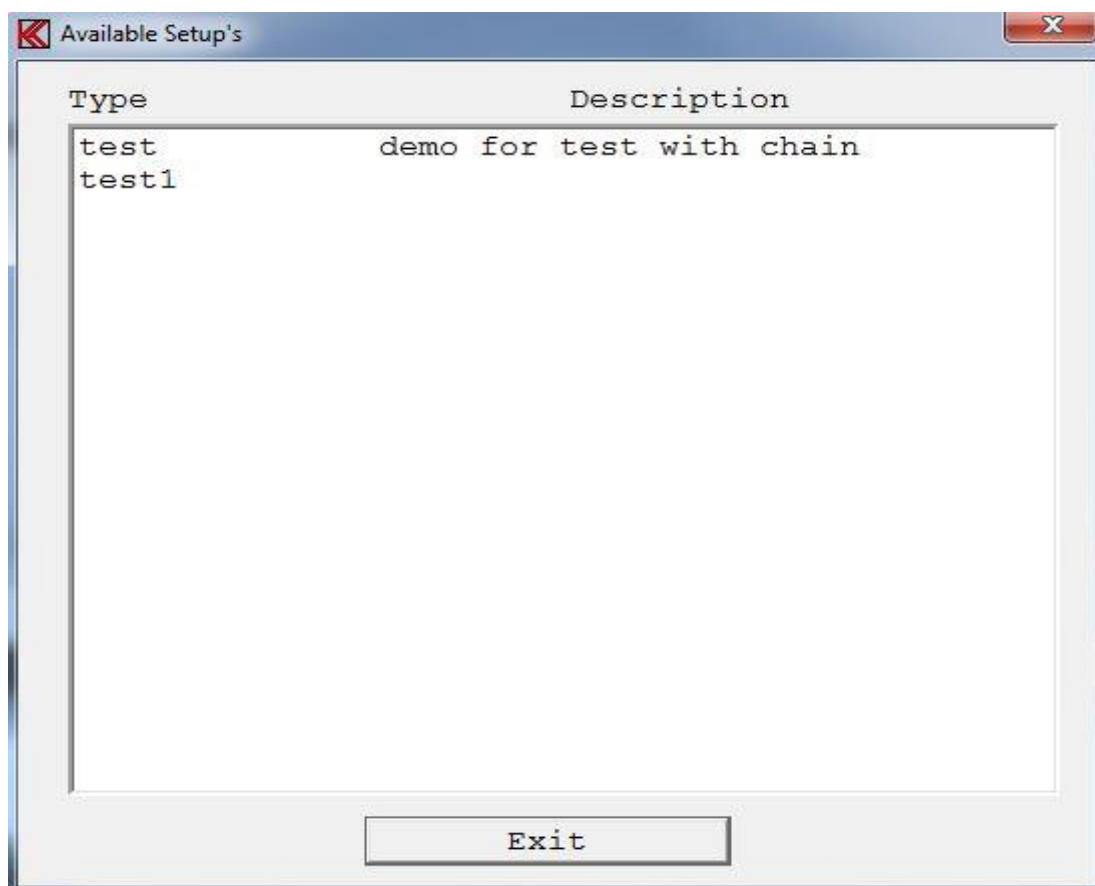 Available Setup's
Type Description
test demo for test with chain
test1
Exit